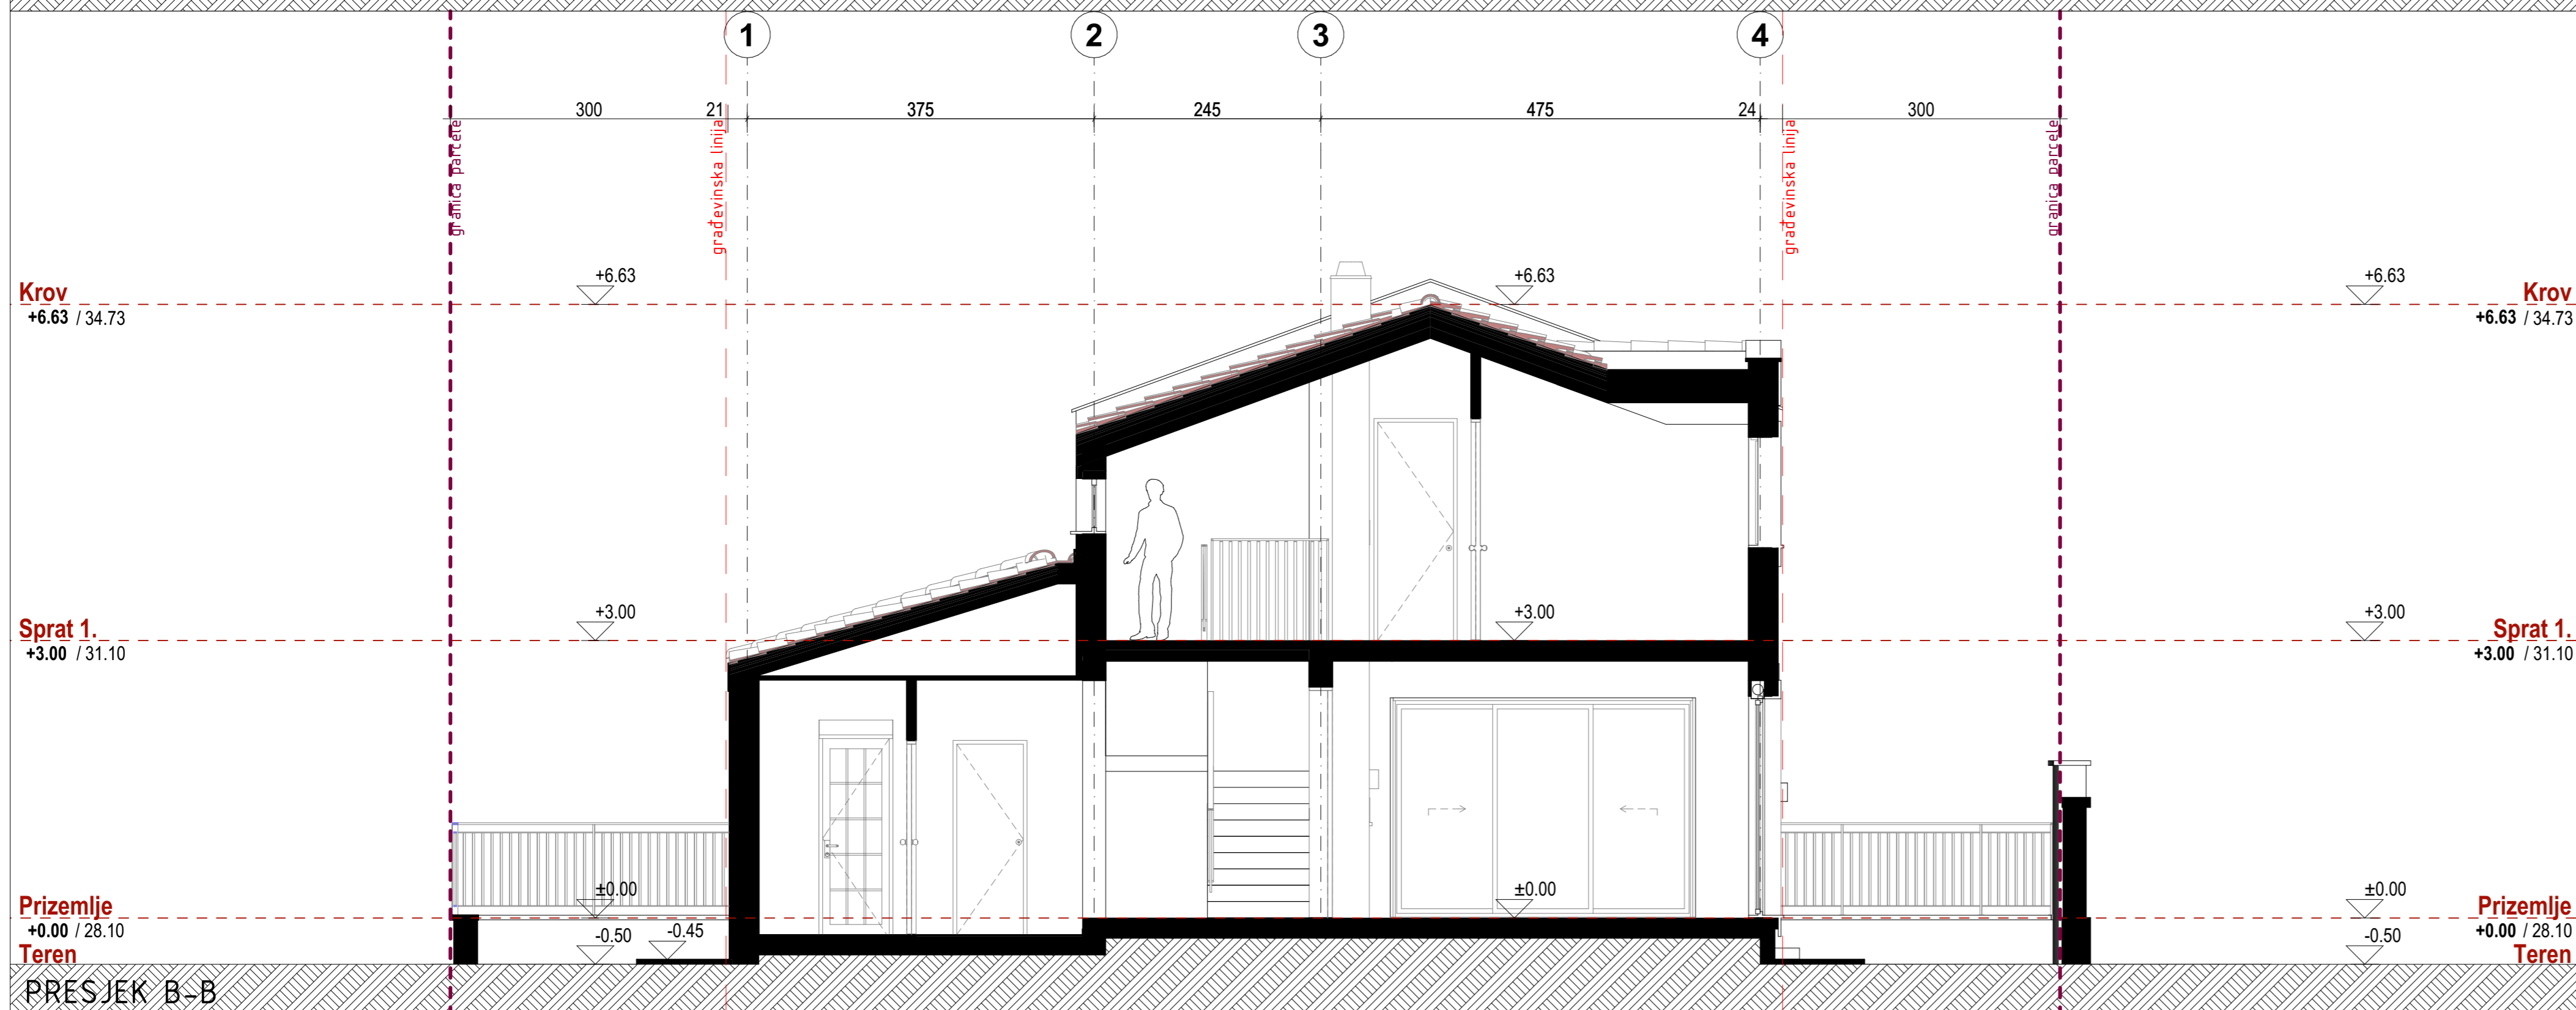 1 2 3 4
300 21 375 245 475 24 300
granica parcele
građevinska linija
građevinska linija
granica parcele
+6.63 +6.63 +6.63
Krov Krov
+6.63 / 34.73 +6.63 / 34.73
+3.00 +3.00 +3.00
Sprat 1. Sprat 1.
+3.00 / 31.10 +3.00 / 31.10
±0.00 ±0.00 ±0.00
Prizemlje Prizemlje
+0.00 / 28.10 +0.00 / 28.10
-0.50 -0.45 -0.50
Teren Teren
PRESJEK B-B